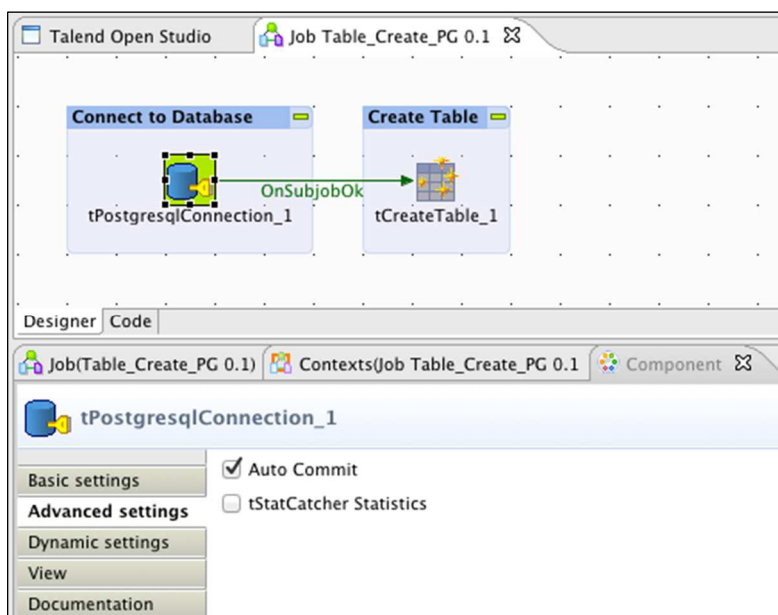 Talend Open Studio
Job Table_Create_PG 0.1
Connect to Database
Create Table
OnSubjobOk
tPostgresqlConnection_1
tCreateTable_1
Designer
Code
Job(Table_Create_PG 0.1)
Contexts(Job Table_Create_PG 0.1
Component
tPostgresqlConnection_1
Basic settings
Auto Commit
Advanced settings
tStatCatcher Statistics
Dynamic settings
View
Documentation